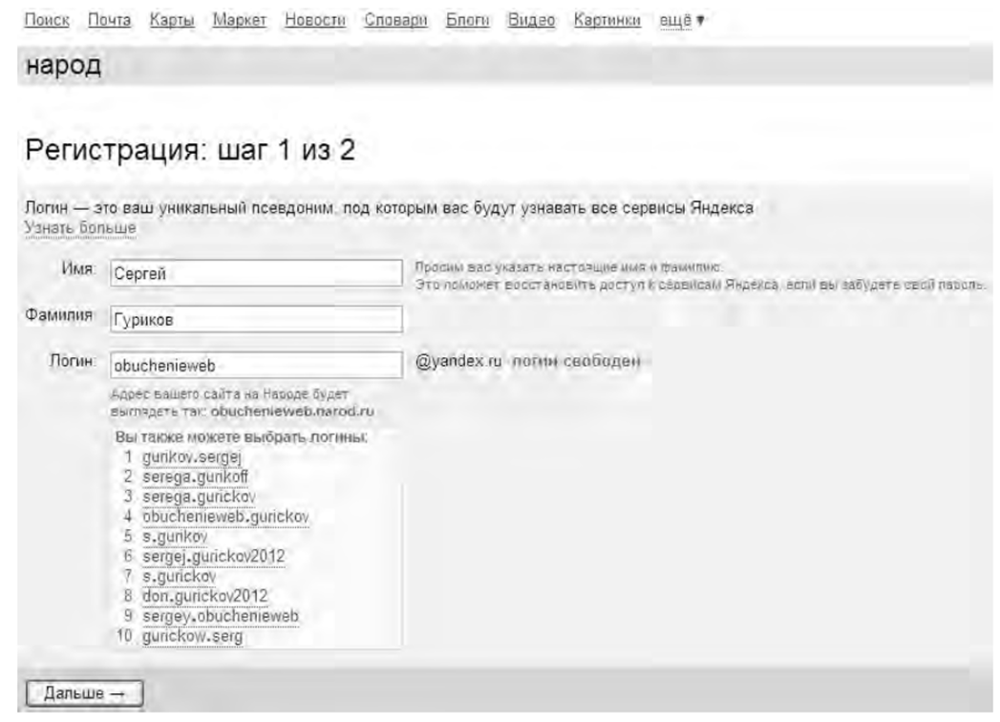 Поиск Почта Карты Маркет Новости Словари Блоги Видео Картинки ещё ▼
народ
Регистрация: шаг 1 из 2
Логин — это ваш уникальный псевдоним, под которым вас будут узнавать все сервисы Яндекса
Узнать больше
Имя: Сергей Просим вас указать настоящие имя и фамилию.
Это поможет восстановить доступ к сервисам Яндекса, если вы забудете свой пароль.
Фамилия: Гуриков
Логин: obuchenieweb @yandex.ru логин свободен
Адрес вашего сайта на Народе будет
выглядеть так: obuchenieweb.narod.ru
Вы также можете выбрать логины:
1 gurikov.sergej
2 serega.gurikoff
3 serega.gurickov
4 obuchenieweb.gurickov
5 s.gurikov
6 sergej.gurickov2012
7 s.gurickov
8 don.gurickov2012
9 sergey.obuchenieweb
10 gurickow.serg
Дальше →